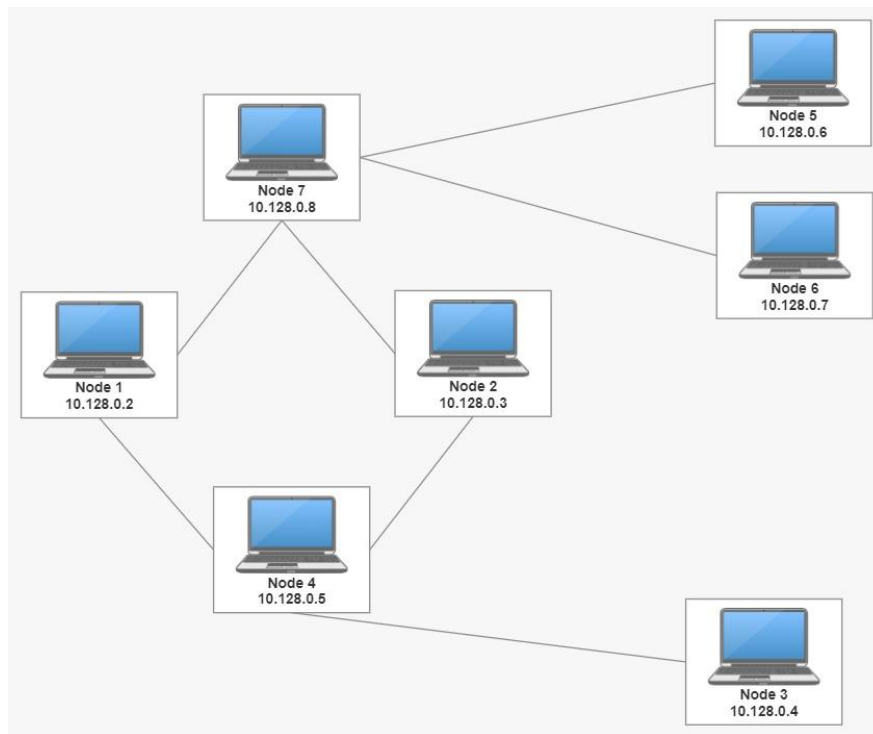 Node 5
10.128.0.6
Node 7
10.128.0.8
Node 6
10.128.0.7
Node 1
10.128.0.2
Node 2
10.128.0.3
Node 4
10.128.0.5
Node 3
10.128.0.4